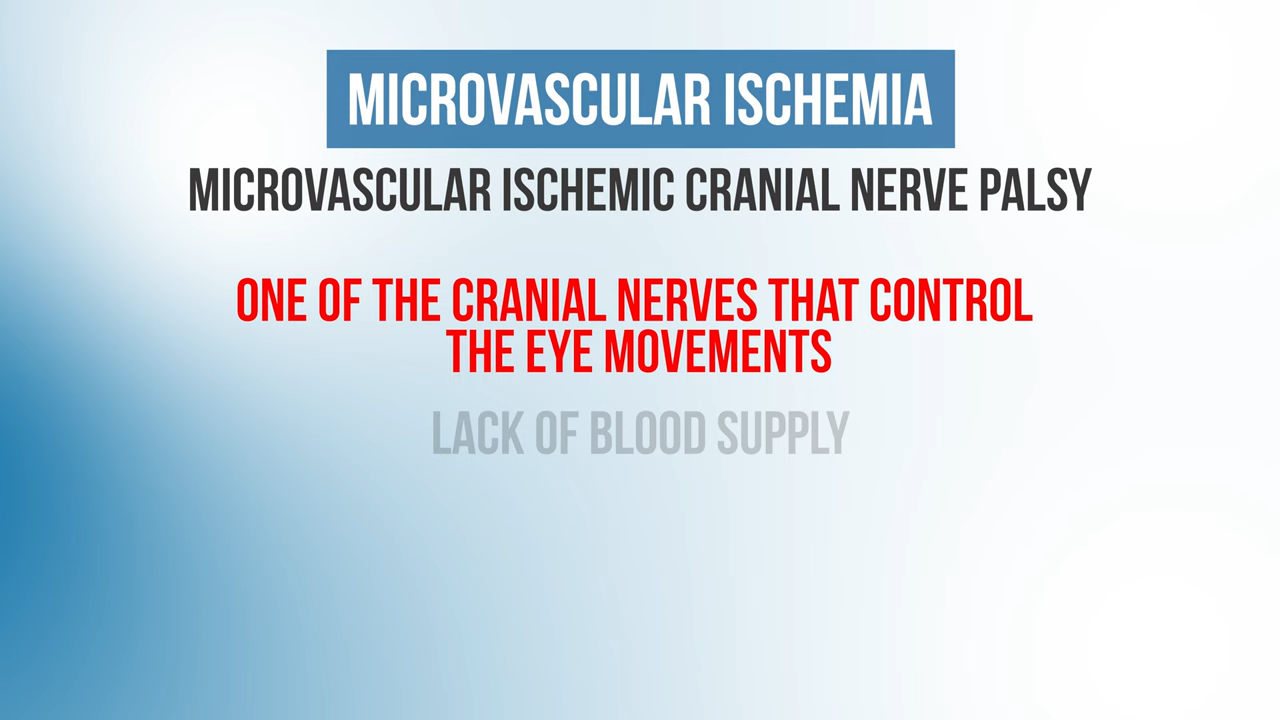 MICROVASCULAR ISCHEMIA
MICROVASCULAR ISCHEMIC CRANIAL NERVE PALSY
ONE OF THE CRANIAL NERVES THAT CONTROL
THE EYE MOVEMENTS
LACK OF BLOOD SUPPLY